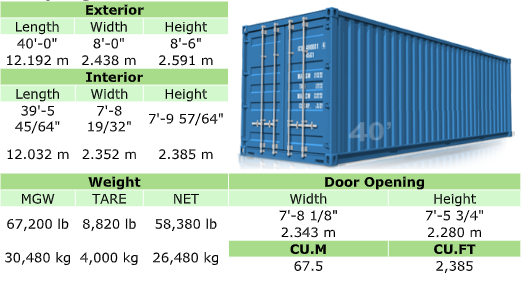 Exterior
Length Width Height
40'-0" 8'-0" 8'-6"
12.192 m 2.438 m 2.591 m
Interior
Length Width Height
39'-5 45/64" 7'-8 19/32" 7'-9 57/64"
12.032 m 2.352 m 2.385 m
40'
Weight
MGW TARE NET
67,200 lb 8,820 lb 58,380 lb
30,480 kg 4,000 kg 26,480 kg
Door Opening
Width Height
7'-8 1/8" 7'-5 3/4"
2.343 m 2.280 m
CU.M CU.FT
67.5 2,385